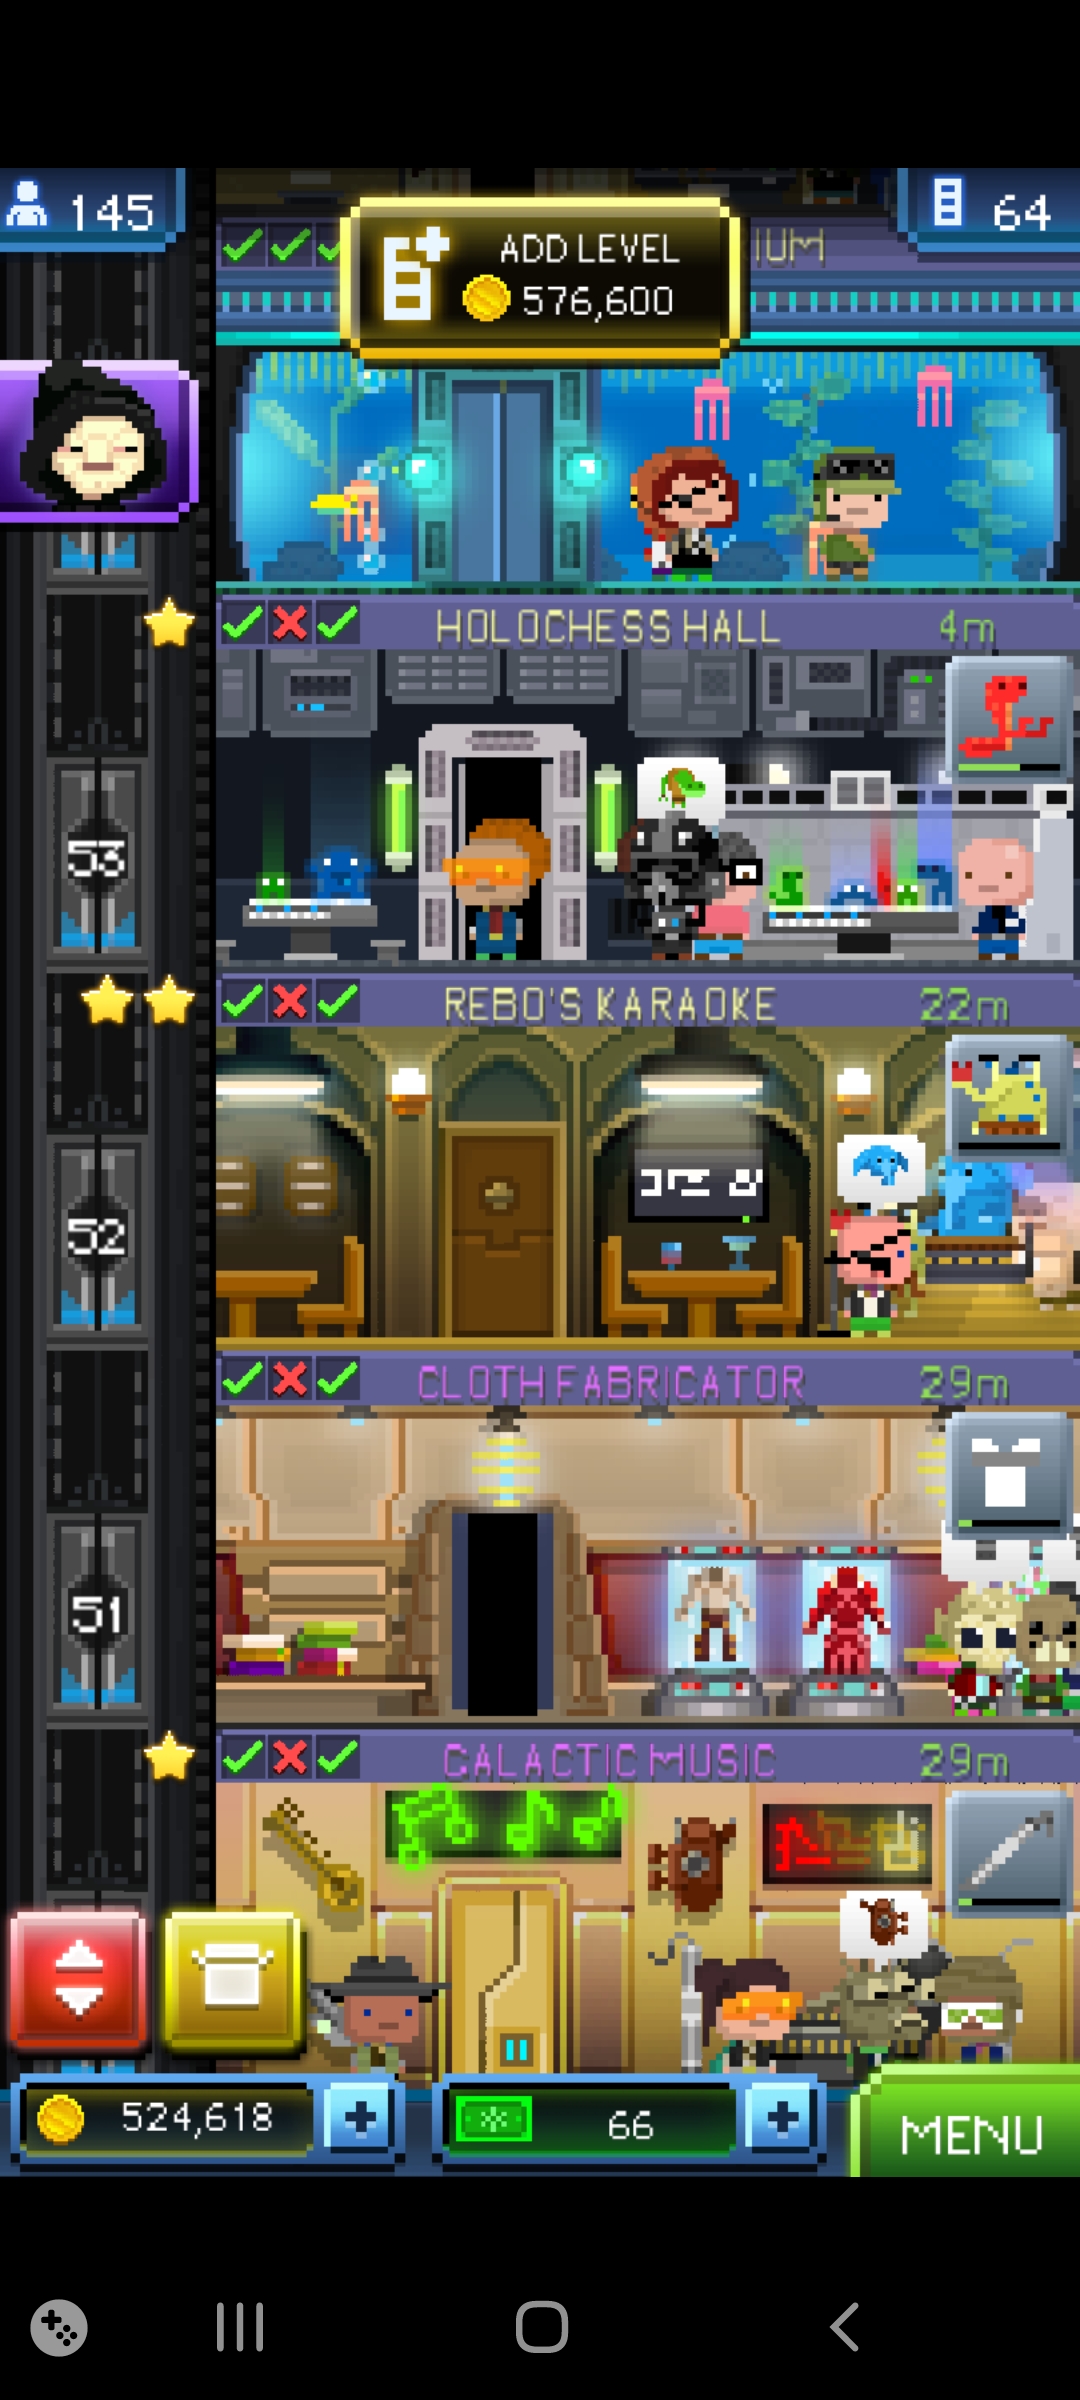 145
ADD LEVEL
576,600
64
IUM
HOLOCHESS HALL
4m
53
REBO'S KARAOKE
22m
52
CLOTH FABRICATOR
29m
51
GALACTIC MUSIC
29m
524,618
66
MENU